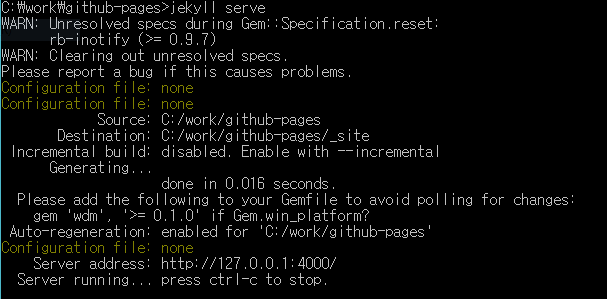 C:₩work₩github-pages>jekyll serve
WARN: Unresolved specs during Gem::Specification.reset:
      rb-inotify (>= 0.9.7)
WARN: Clearing out unresolved specs.
Please report a bug if this causes problems.
Configuration file: none
Configuration file: none
            Source: C:/work/github-pages
       Destination: C:/work/github-pages/_site
 Incremental build: disabled. Enable with --incremental
      Generating...
                    done in 0.016 seconds.
  Please add the following to your Gemfile to avoid polling for changes:
    gem 'wdm', '>= 0.1.0' if Gem.win_platform?
 Auto-regeneration: enabled for 'C:/work/github-pages'
Configuration file: none
    Server address: http://127.0.0.1:4000/
  Server running... press ctrl-c to stop.